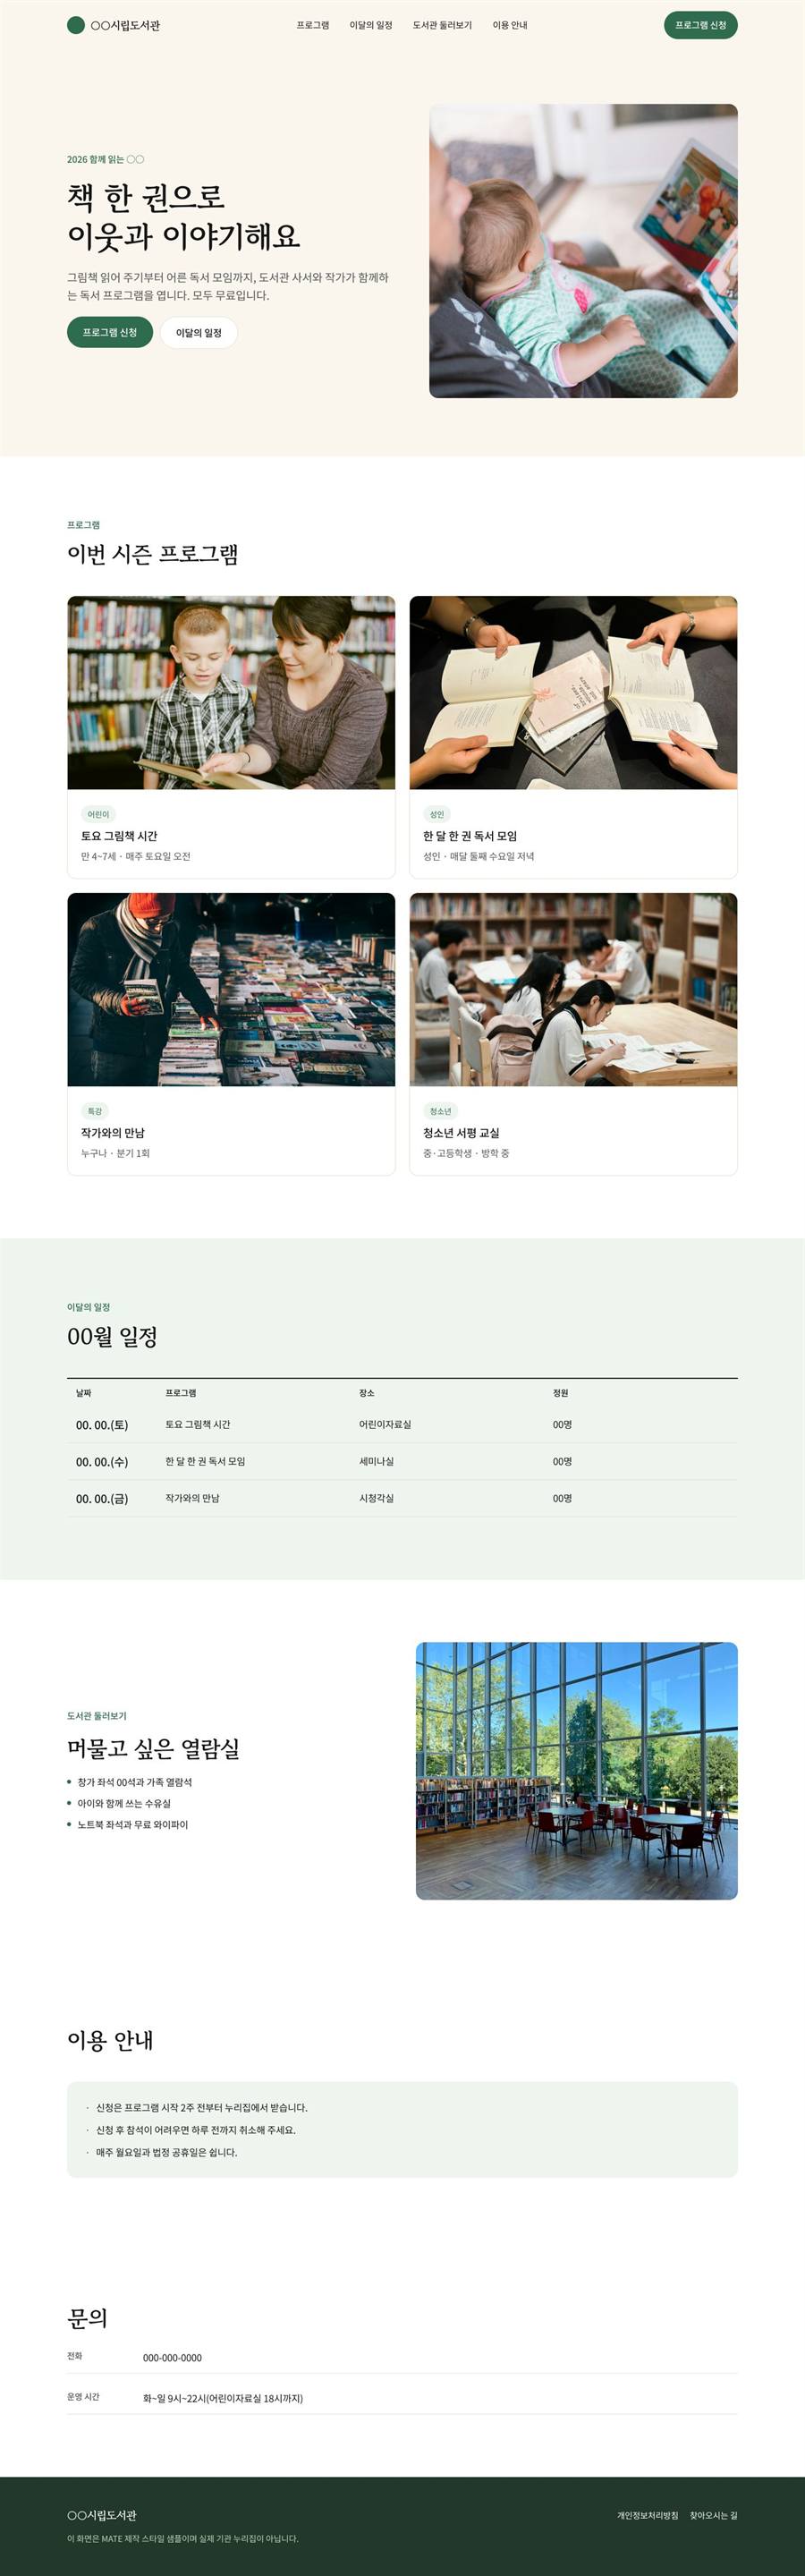 ○○시립도서관
프로그램
이달의 일정
도서관 둘러보기
이용 안내
프로그램 신청
2026 함께 읽는 ○○
책 한 권으로
이웃과 이야기해요
그림책 읽어 주기부터 어른 독서 모임까지, 도서관 사서와 작가가 함께하
는 독서 프로그램을 엽니다. 모두 무료입니다.
프로그램 신청
이달의 일정
프로그램
이번 시즌 프로그램
어린이
토요 그림책 시간
만 4~7세 · 매주 토요일 오전
성인
한 달 한 권 독서 모임
성인 · 매달 둘째 수요일 저녁
특강
작가와의 만남
누구나 · 분기 1회
청소년
청소년 서평 교실
중·고등학생 · 방학 중
이달의 일정
00월 일정
날짜 프로그램 장소 정원
00. 00.(토) 토요 그림책 시간 어린이자료실 00명
00. 00.(수) 한 달 한 권 독서 모임 세미나실 00명
00. 00.(금) 작가와의 만남 시청각실 00명
도서관 둘러보기
머물고 싶은 열람실
창가 좌석 00석과 가족 열람석
아이와 함께 쓰는 수유실
노트북 좌석과 무료 와이파이
이용 안내
· 신청은 프로그램 시작 2주 전부터 누리집에서 받습니다.
· 신청 후 참석이 어려우면 하루 전까지 취소해 주세요.
· 매주 월요일과 법정 공휴일은 쉽니다.
문의
전화 000-000-0000
운영 시간 화~일 9시~22시(어린이자료실 18시까지)
○○시립도서관
개인정보처리방침 찾아오시는 길
이 화면은 MATE 제작 스타일 샘플이며 실제 기관 누리집이 아닙니다.